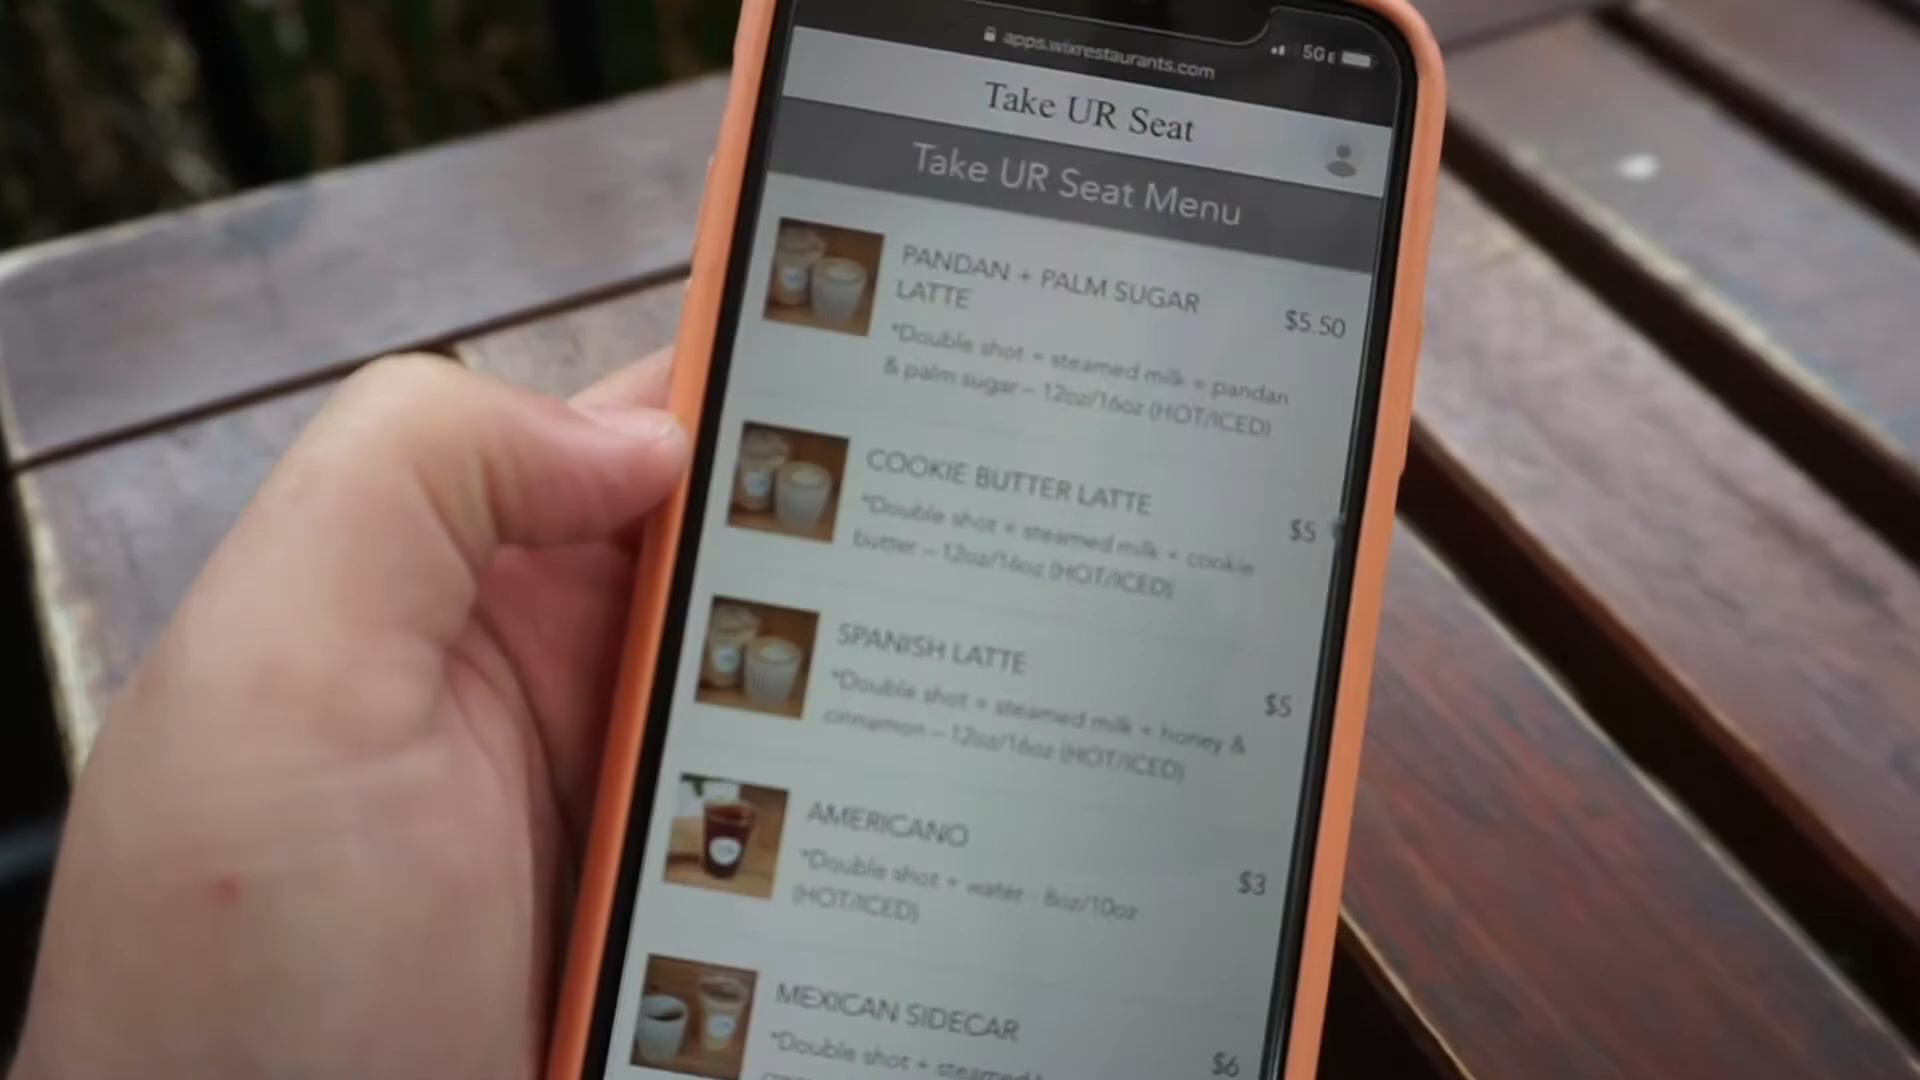 apps.wixrestaurants.com
5G
Take UR Seat
Take UR Seat Menu
PANDAN + PALM SUGAR
LATTE
$5.50
*Double shot + steamed milk + pandan
& palm sugar – 12oz/16oz (HOT/ICED)
COOKIE BUTTER LATTE
$5
*Double shot + steamed milk + cookie
butter – 12oz/16oz (HOT/ICED)
SPANISH LATTE
$5
*Double shot + steamed milk + honey &
cinnamon – 12oz/16oz (HOT/ICED)
AMERICANO
$3
*Double shot + water - 8oz/10oz
(HOT/ICED)
MEXICAN SIDECAR
$6
*Double shot + steamed